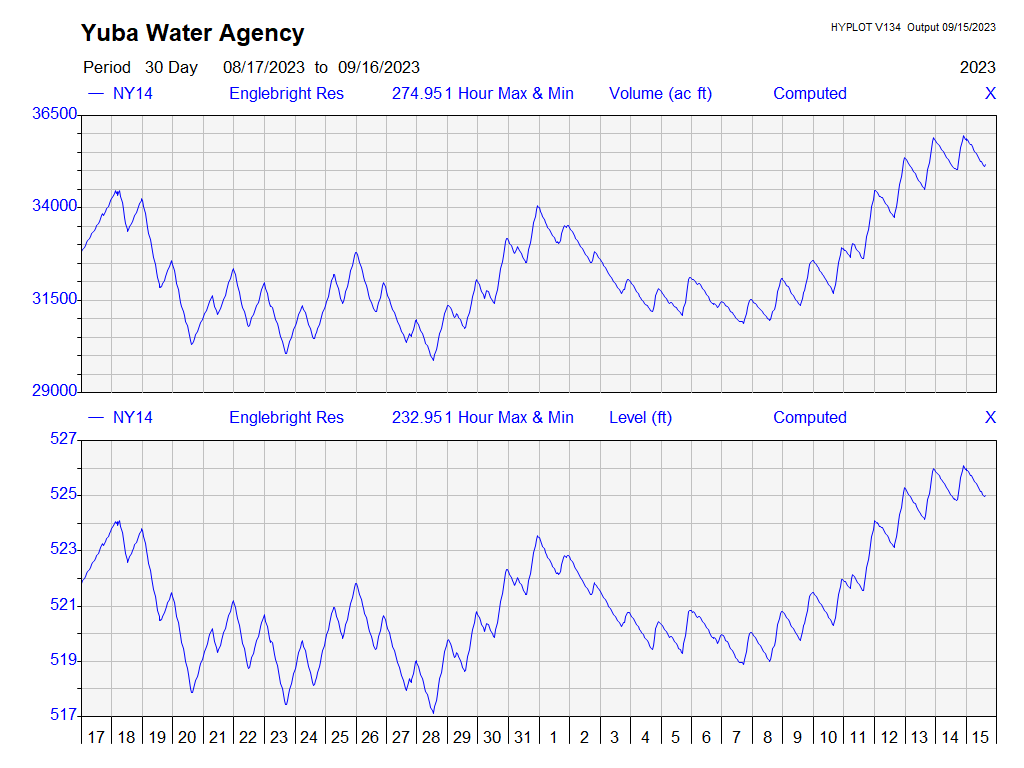 Yuba Water Agency
HYPLOT V134 Output 09/15/2023
Period 30 Day 08/17/2023 to 09/16/2023 2023
NY14 Englebright Res 274.951 Hour Max & Min Volume (ac ft) Computed X
36500
34000
31500
29000
NY14 Englebright Res 232.951 Hour Max & Min Level (ft) Computed X
527
525
523
521
519
517
17 18 19 20 21 22 23 24 25 26 27 28 29 30 31 1 2 3 4 5 6 7 8 9 10 11 12 13 14 15